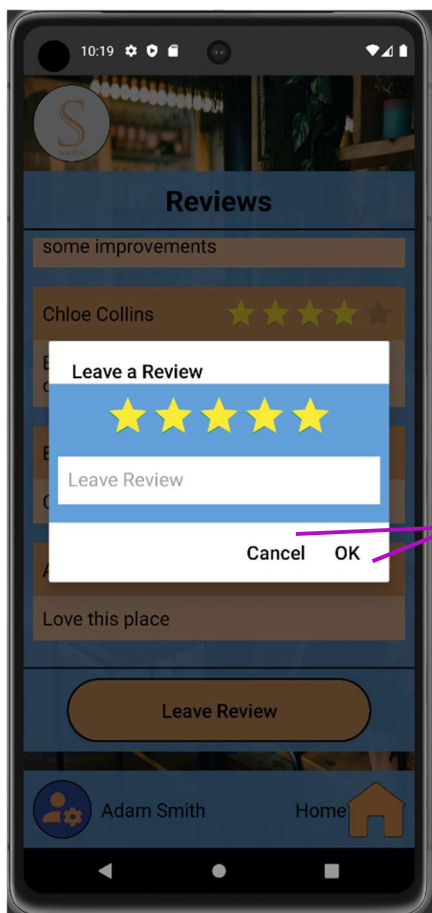 10:19
S
Reviews
some improvements
Chloe Collins
Leave a Review
Leave Review
Cancel OK
Love this place
Leave Review
Adam Smith Home